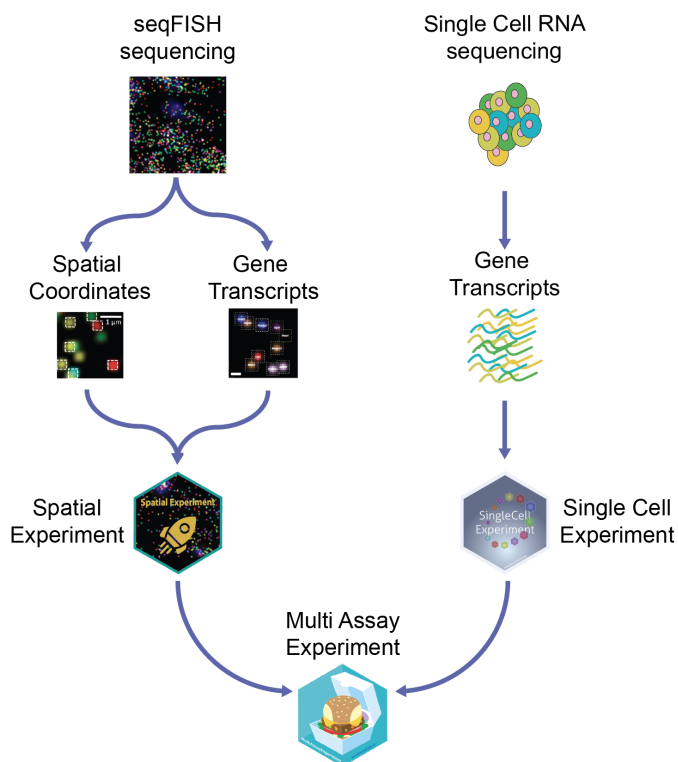 seqFISH
sequencing
Single Cell RNA
sequencing
Spatial
Coordinates
Gene
Transcripts
Gene
Transcripts
1 µm
Spatial
Experiment
Spatial Experiment
SingleCell
Experiment
Single Cell
Experiment
Multi Assay
Experiment